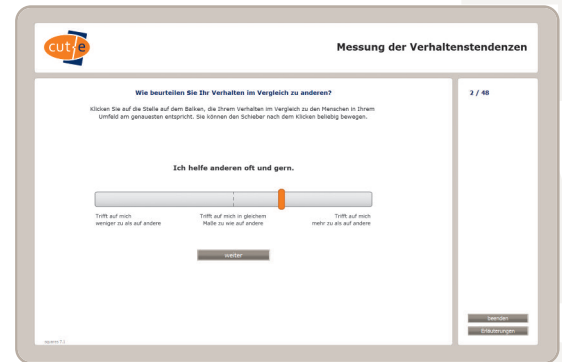 cut-e
Messung der Verhaltenstendenzen
Wie beurteilen Sie Ihr Verhalten im Vergleich zu anderen?
2 / 48
Klicken Sie auf die Stelle auf dem Balken, die Ihrem Verhalten im Vergleich zu den Menschen in Ihrem
Umfeld am genauesten entspricht. Sie können den Schieber nach dem Klicken beliebig bewegen.
Ich helfe anderen oft und gern.
Trifft auf mich
weniger zu als auf andere
Trifft auf mich in gleichem
Maße zu wie auf andere
Trifft auf mich
mehr zu als auf andere
weiter
beenden
Erläuterungen